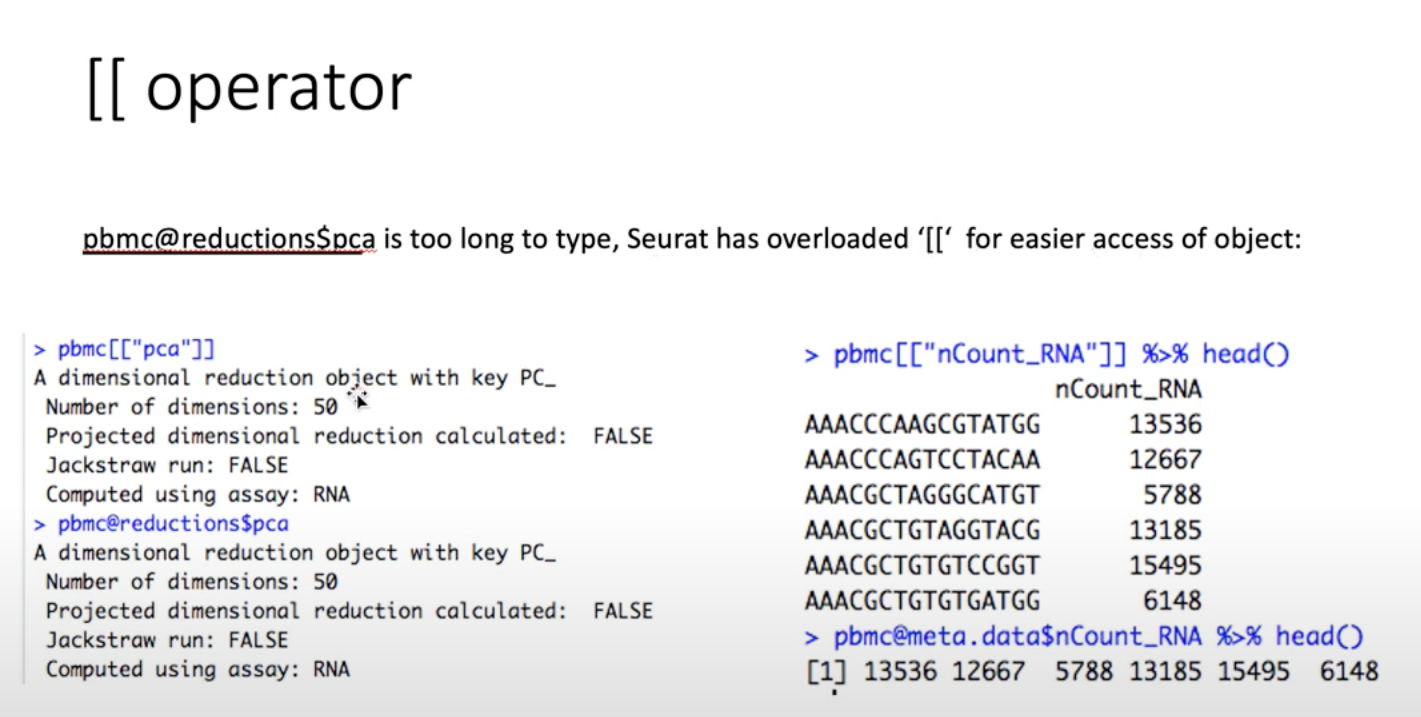 [[ operator
pbmc@reductions$pca is too long to type, Seurat has overloaded ‘[[‘ for easier access of object:
> pbmc[["pca"]]
A dimensional reduction object with key PC_
Number of dimensions: 50
Projected dimensional reduction calculated:  FALSE
Jackstraw run: FALSE
Computed using assay: RNA
> pbmc@reductions$pca
A dimensional reduction object with key PC_
Number of dimensions: 50
Projected dimensional reduction calculated:  FALSE
Jackstraw run: FALSE
Computed using assay: RNA
> pbmc[["nCount_RNA"]] %>% head()
nCount_RNA
AAACCCAAGCGTATGG 13536
AAACCCAGTCCTACAA 12667
AAACGCTAGGGCATGT 5788
AAACGCTGTAGGTACG 13185
AAACGCTGTGTCCGGT 15495
AAACGCTGTGTGATGG 6148
> pbmc@meta.data$nCount_RNA %>% head()
[1] 13536 12667  5788 13185 15495  6148